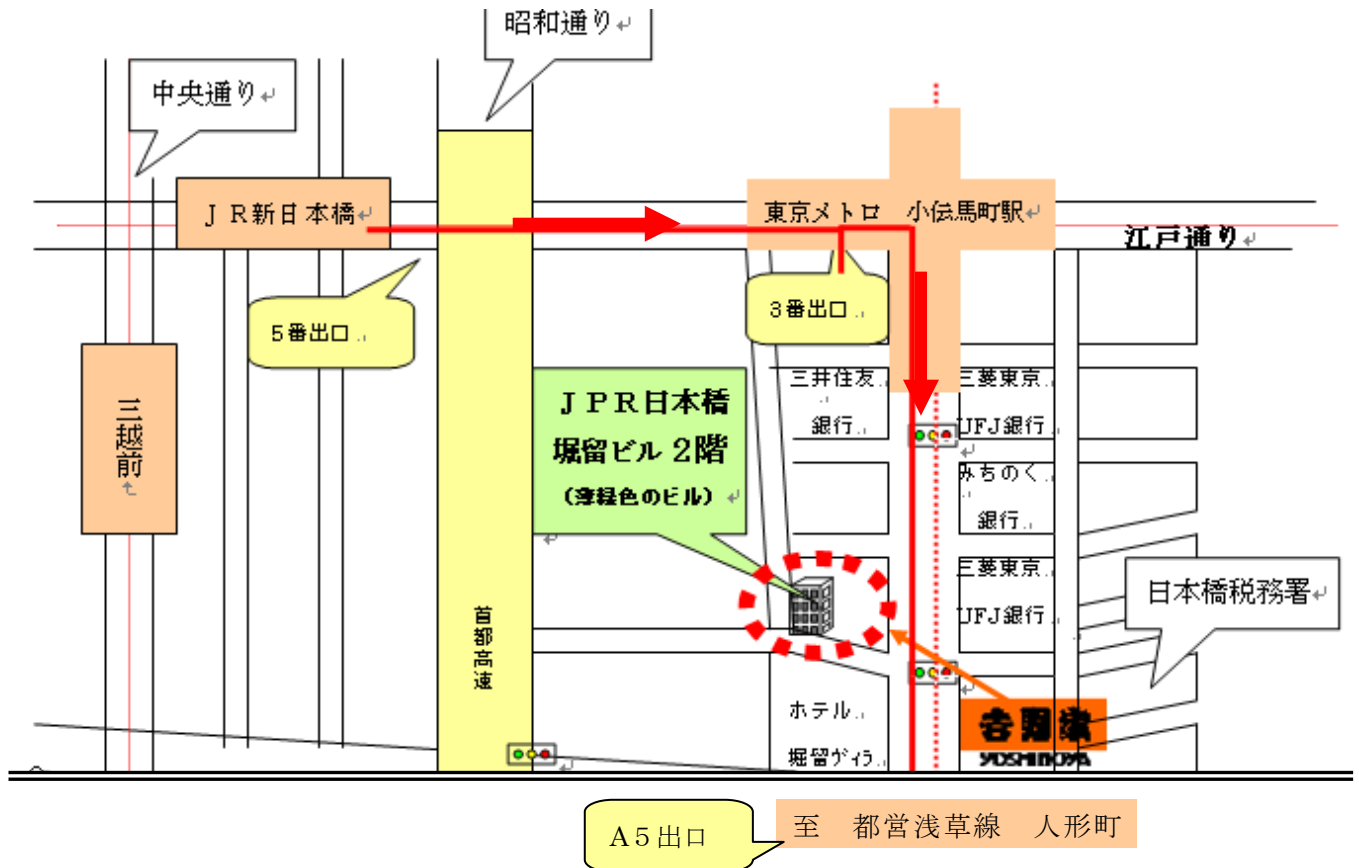 昭和通り
中央通り
JR新日本橋
東京メトロ 小伝馬町駅
江戸通り
5番出口
3番出口
三越前
JPR日本橋
堀留ビル 2階
(薄緑色のビル)
三井住友
銀行
三菱東京
UFJ銀行
みちのく
銀行
三菱東京
UFJ銀行
日本橋税務署
首都高速
ホテル
堀留ヴィラ
吉野家
YOSHINOYA
A5出口
至 都営浅草線 人形町